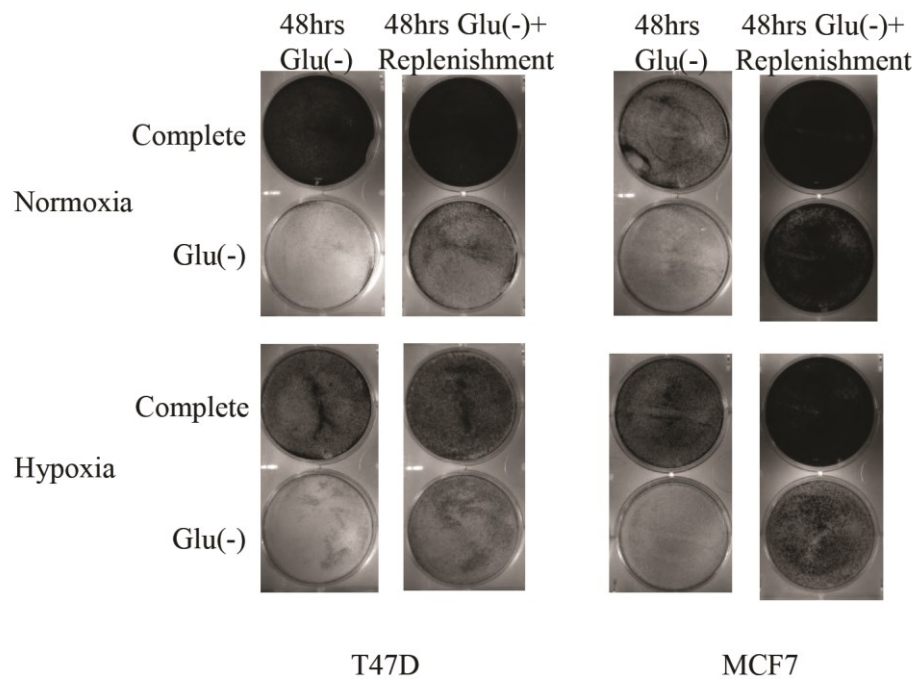 48hrs
Glu(-)
48hrs Glu(-)+
Replenishment
48hrs
Glu(-)
48hrs Glu(-)+
Replenishment
Complete
Normoxia
Glu(-)
Complete
Hypoxia
Glu(-)
T47D
MCF7